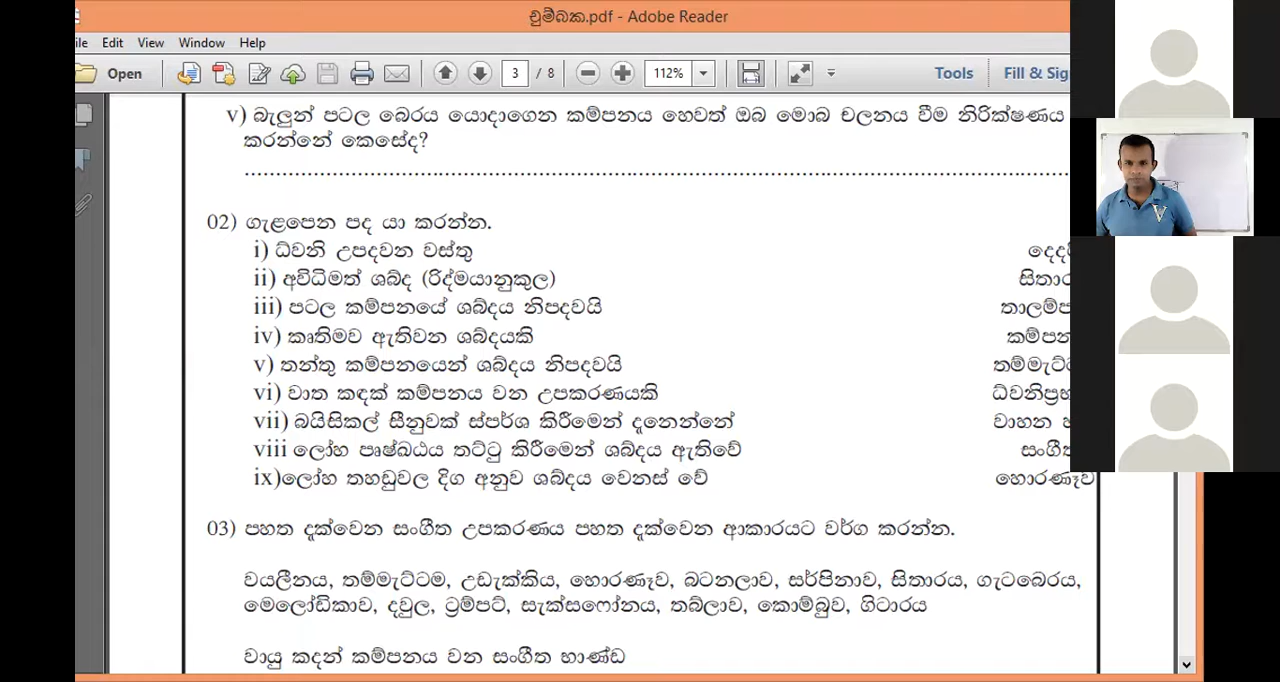 චුම්බක.pdf - Adobe Reader
Edit View Window Help
Open 3 / 8 112% Tools Fill & Sig
v) බැලුන් පටල බෙරය යොදාගෙන කම්පනය හෙවත් ඔබ මොබ චලනය වීම නිරික්ෂණය
කරන්නේ කෙසේද?
02) ගැළපෙන පද යා කරන්න.
i) ධ්වනි උපදවන වස්තු
ii) අවිධිමත් ශබ්ද (රිද්මයානුකුල)
iii) පටල කම්පනයේ ශබ්දය නිපදවයි
iv) කෘතිමව ඇතිවන ශබ්දයකි
v) තන්තු කම්පනයෙන් ශබ්දය නිපදවයි
vi) වාත කඳක් කම්පනය වන උපකරණයකි
vii) බයිසිකල් සීනුවක් ස්පර්ශ කිරීමෙන් දැනෙන්නේ වාහන
viii ලෝහ පෘෂ්ඨය තට්ටු කිරීමෙන් ශබ්දය ඇතිවේ
ix)ලෝහ තහඩුවල දිග අනුව ශබ්දය වෙනස් වේ හොරණෑව
03) පහත දැක්වෙන සංගීත උපකරණය පහත දැක්වෙන ආකාරයට වර්ග කරන්න.
වයලීනය, තම්මැට්ටම, උඩැක්කිය, හොරණෑව, බටනලාව, සර්පිනාව, සිතාරය, ගැටබෙරය,
මෙලෝඩිකාව, දවුල, ට්‍රම්පට්, සැක්සෆෝනය, තබ්ලාව, කොම්බුව, ගිටාරය
වායු කඳන් කම්පනය වන සංගීත භාණ්ඩ